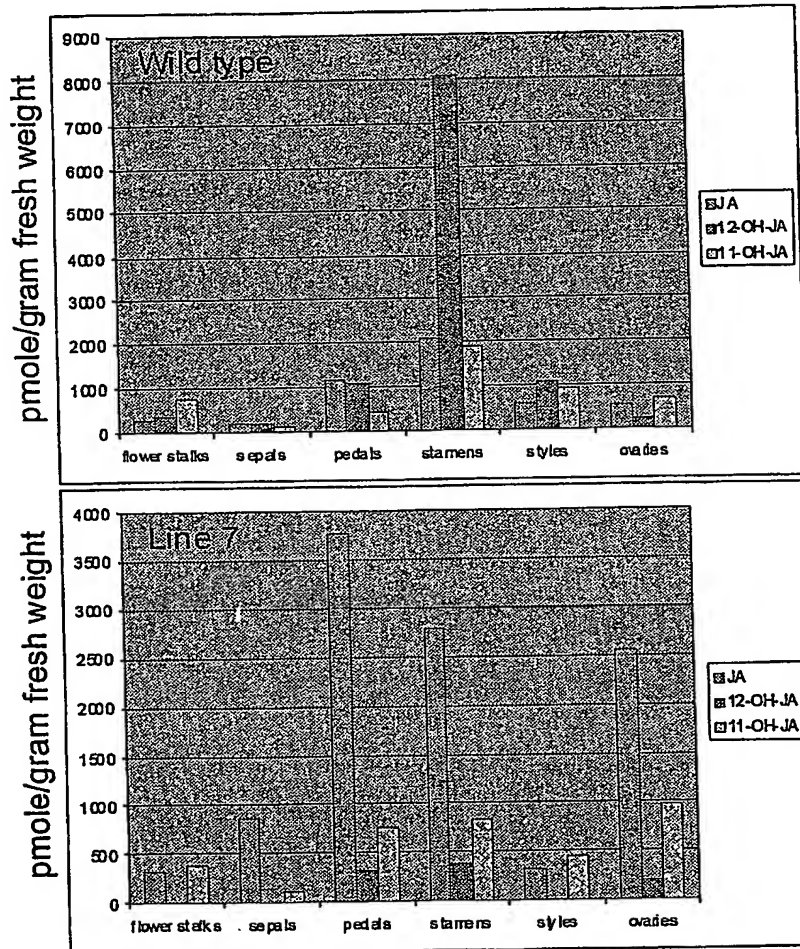 Wild type
pmole/gram fresh weight
9000
8000
7000
6000
5000
4000
3000
2000
1000
0
flower stalks
sepals
pedals
stamens
styles
ovaries
JA
12-OH-JA
11-OH-JA
Line 7
pmole/gram fresh weight
4000
3500
3000
2500
2000
1500
1000
500
0
flower stalks
sepals
pedals
stamens
styles
ovaries
JA
12-OH-JA
11-OH-JA